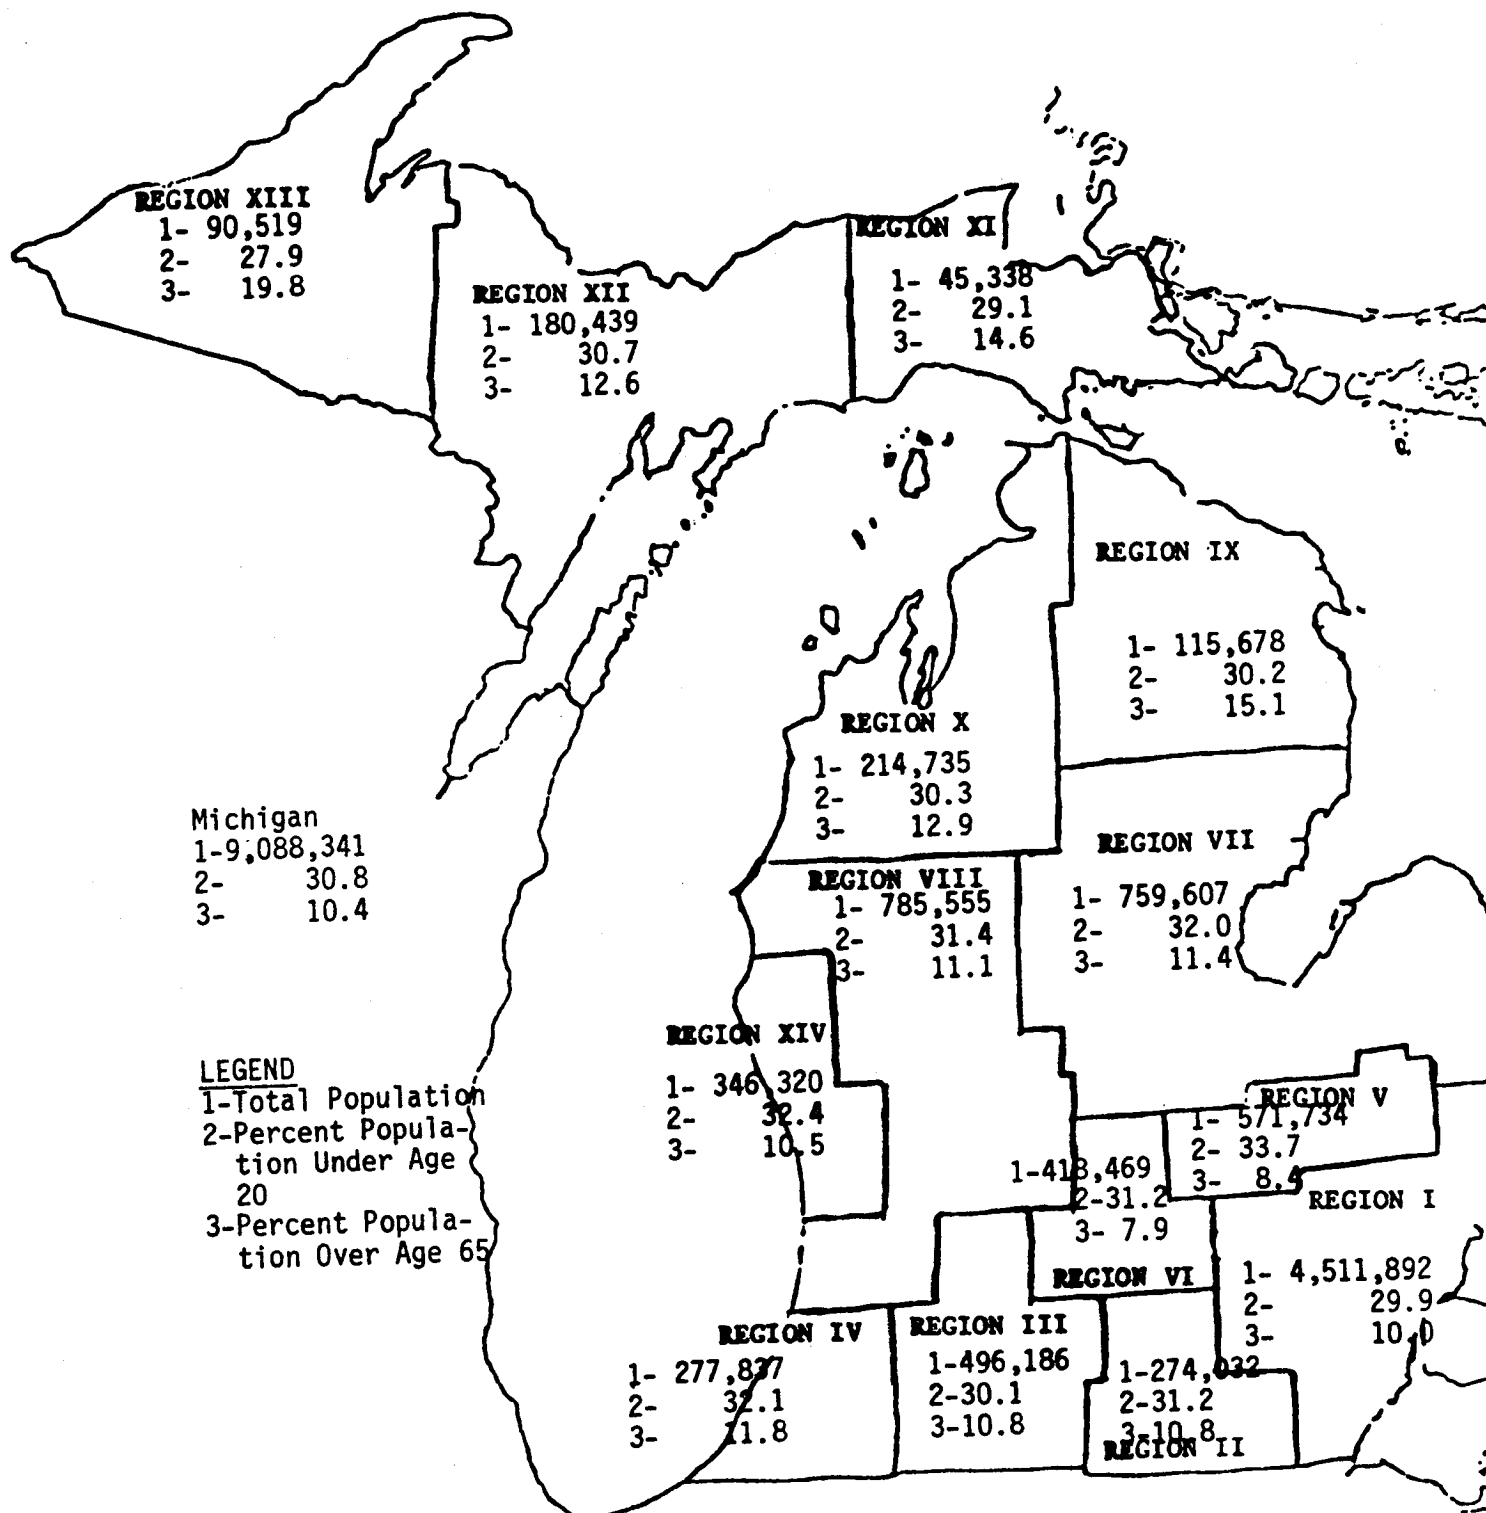 REGION XIII
1- 90,519
2- 27.9
3- 19.8
REGION XII
1- 180,439
2- 30.7
3- 12.6
REGION XI
1- 45,338
2- 29.1
3- 14.6
REGION IX
1- 115,678
2- 30.2
3- 15.1
REGION X
1- 214,735
2- 30.3
3- 12.9
Michigan
1-9,088,341
2- 30.8
3- 10.4
REGION VIII
1- 785,555
2- 31.4
3- 11.1
REGION VII
1- 759,607
2- 32.0
3- 11.4
REGION XIV
1- 346,320
2- 32.4
3- 10.5
LEGEND
1-Total Population
2-Percent Popula-
tion Under Age
20
3-Percent Popula-
tion Over Age 65
REGION V
1- 571,734
2- 33.7
3- 8.4
1-413,469
2-31.2
3- 7.9
REGION VI
REGION I
1- 4,511,892
2- 29.9
3- 10.0
REGION IV
1- 277,837
2- 32.1
3- 11.8
REGION III
1-496,186
2-30.1
3-10.8
1-274,032
2-31.2
3-10.8
REGION II